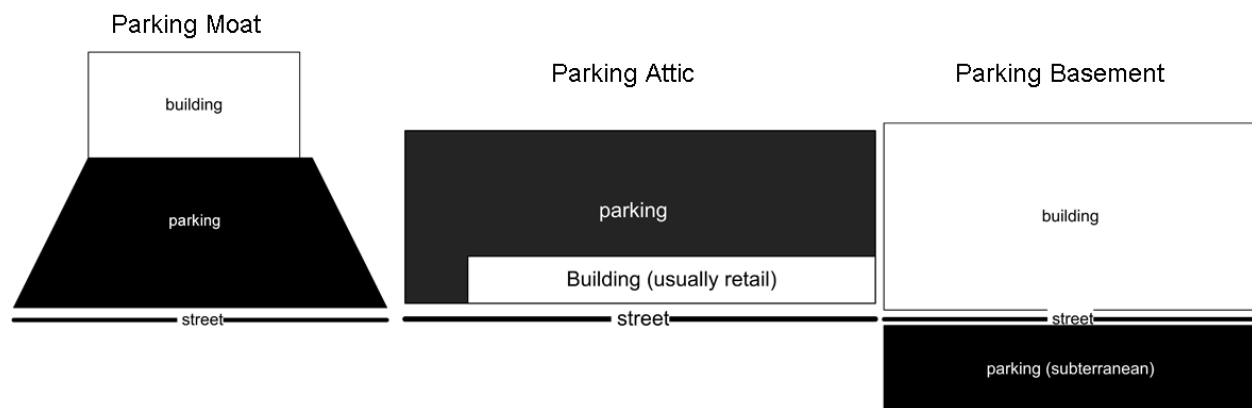 Parking Moat
building
parking
street
Parking Attic
parking
Building (usually retail)
street
Parking Basement
building
street
parking (subterranean)